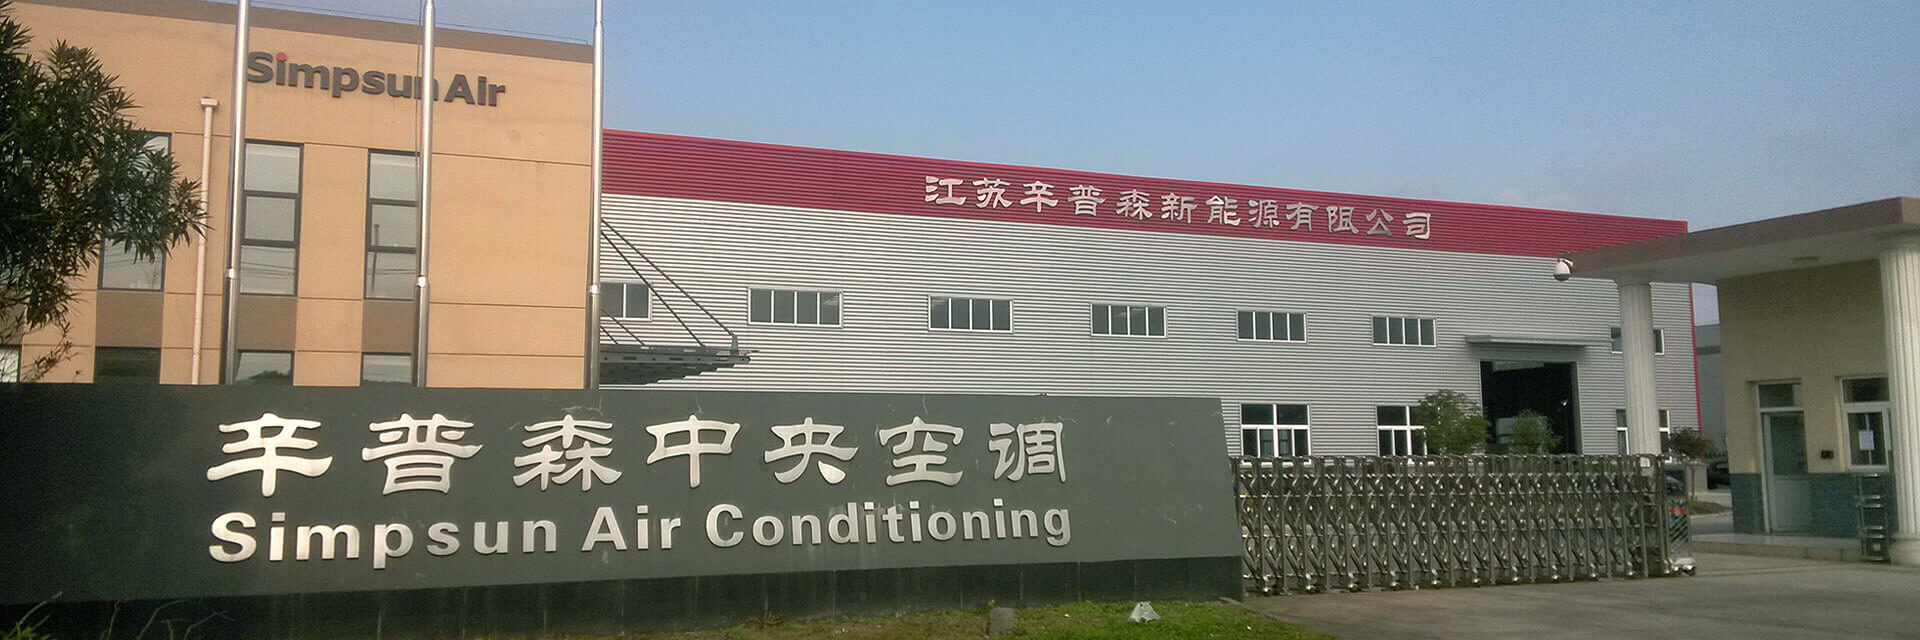 Simpsun Air
江苏辛普森新能源有限公司
辛普森中央空调
Simpsun Air Conditioning